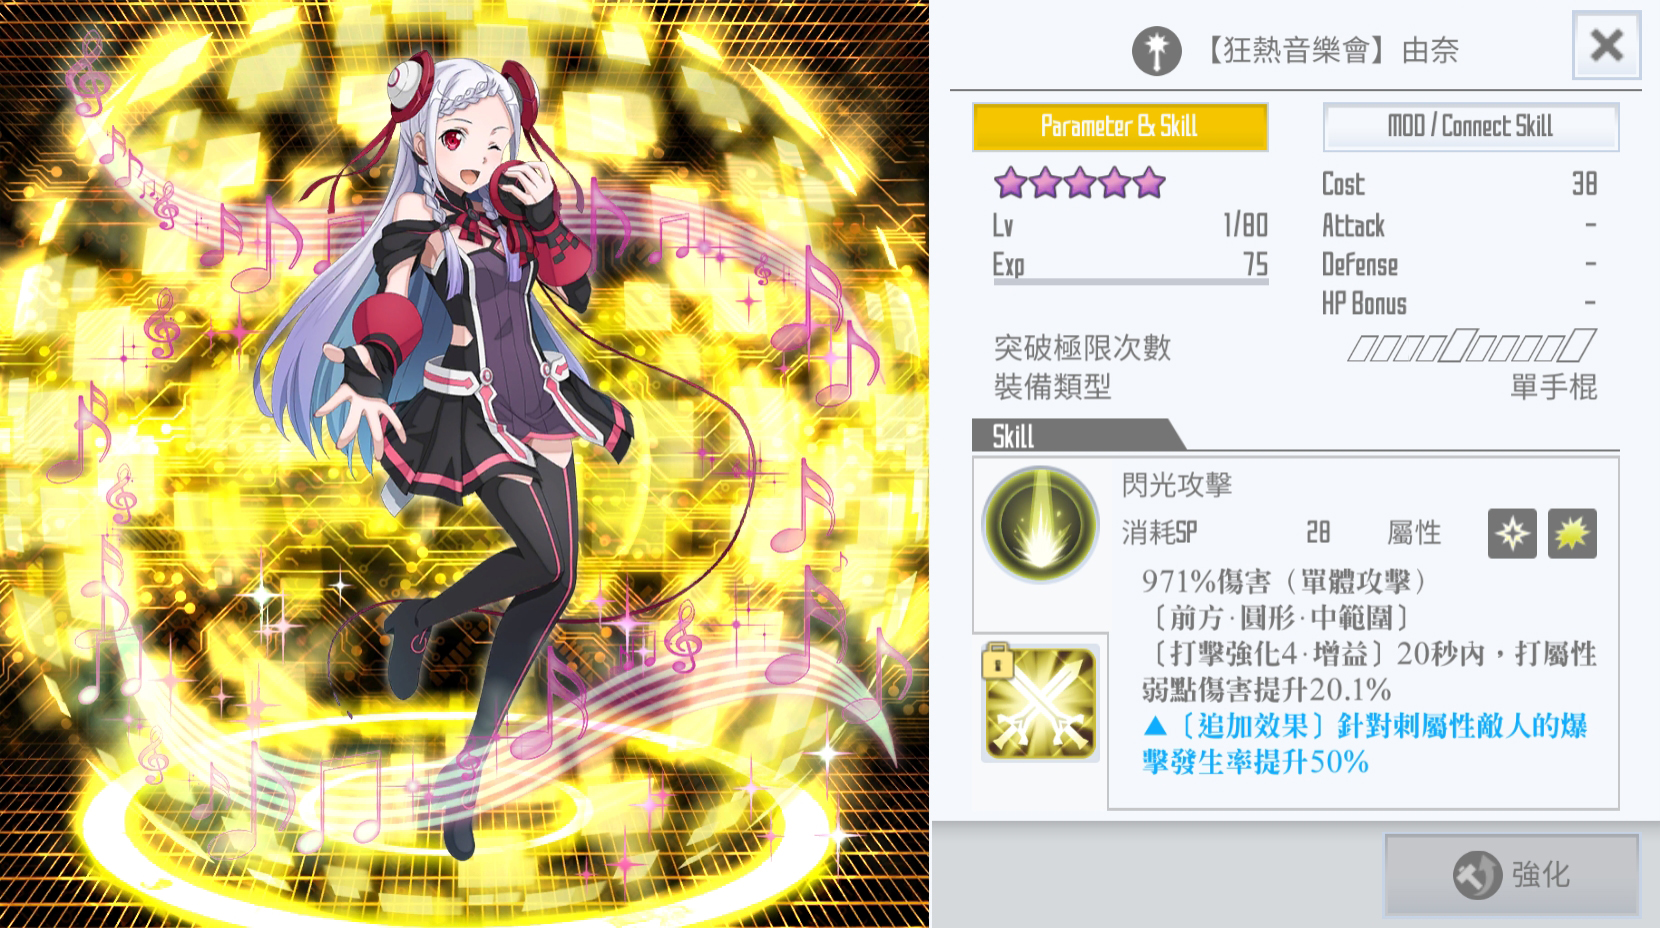 【狂熱音樂會】由奈
Parameter & Skill
MOD / Connect Skill
Lv 1/80
Exp 75
Cost 38
Attack -
Defense -
HP Bonus -
突破極限次數
裝備類型 單手棍
Skill
閃光攻擊
消耗SP 28 屬性
971%傷害（單體攻擊）
〔前方·圓形·中範圍〕
〔打擊強化4·增益〕20秒內，打屬性
弱點傷害提升20.1%
▲〔追加效果〕針對刺屬性敵人的爆
擊發生率提升50%
強化